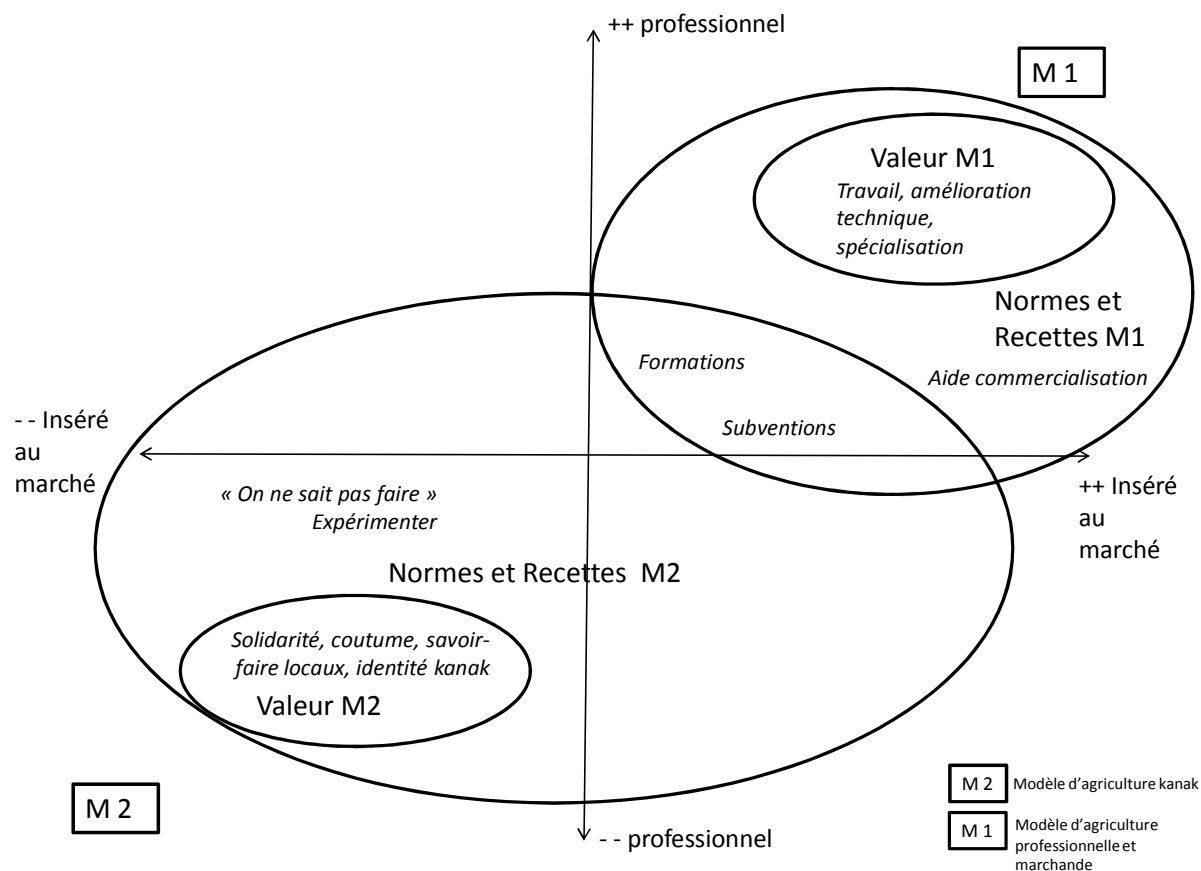 ++ professionnel
M 1
Valeur M1
Travail, amélioration
technique,
spécialisation
Normes et
Recettes M1
Aide commercialisation
Formations
Subventions
- - Inséré
au
marché
++ Inséré
au
marché
« On ne sait pas faire »
Expérimenter
Normes et Recettes M2
Solidarité, coutume, savoir-
faire locaux, identité kanak
Valeur M2
M 2
- - professionnel
M 2 Modèle d'agriculture kanak
M 1 Modèle d'agriculture
professionnelle et
marchande